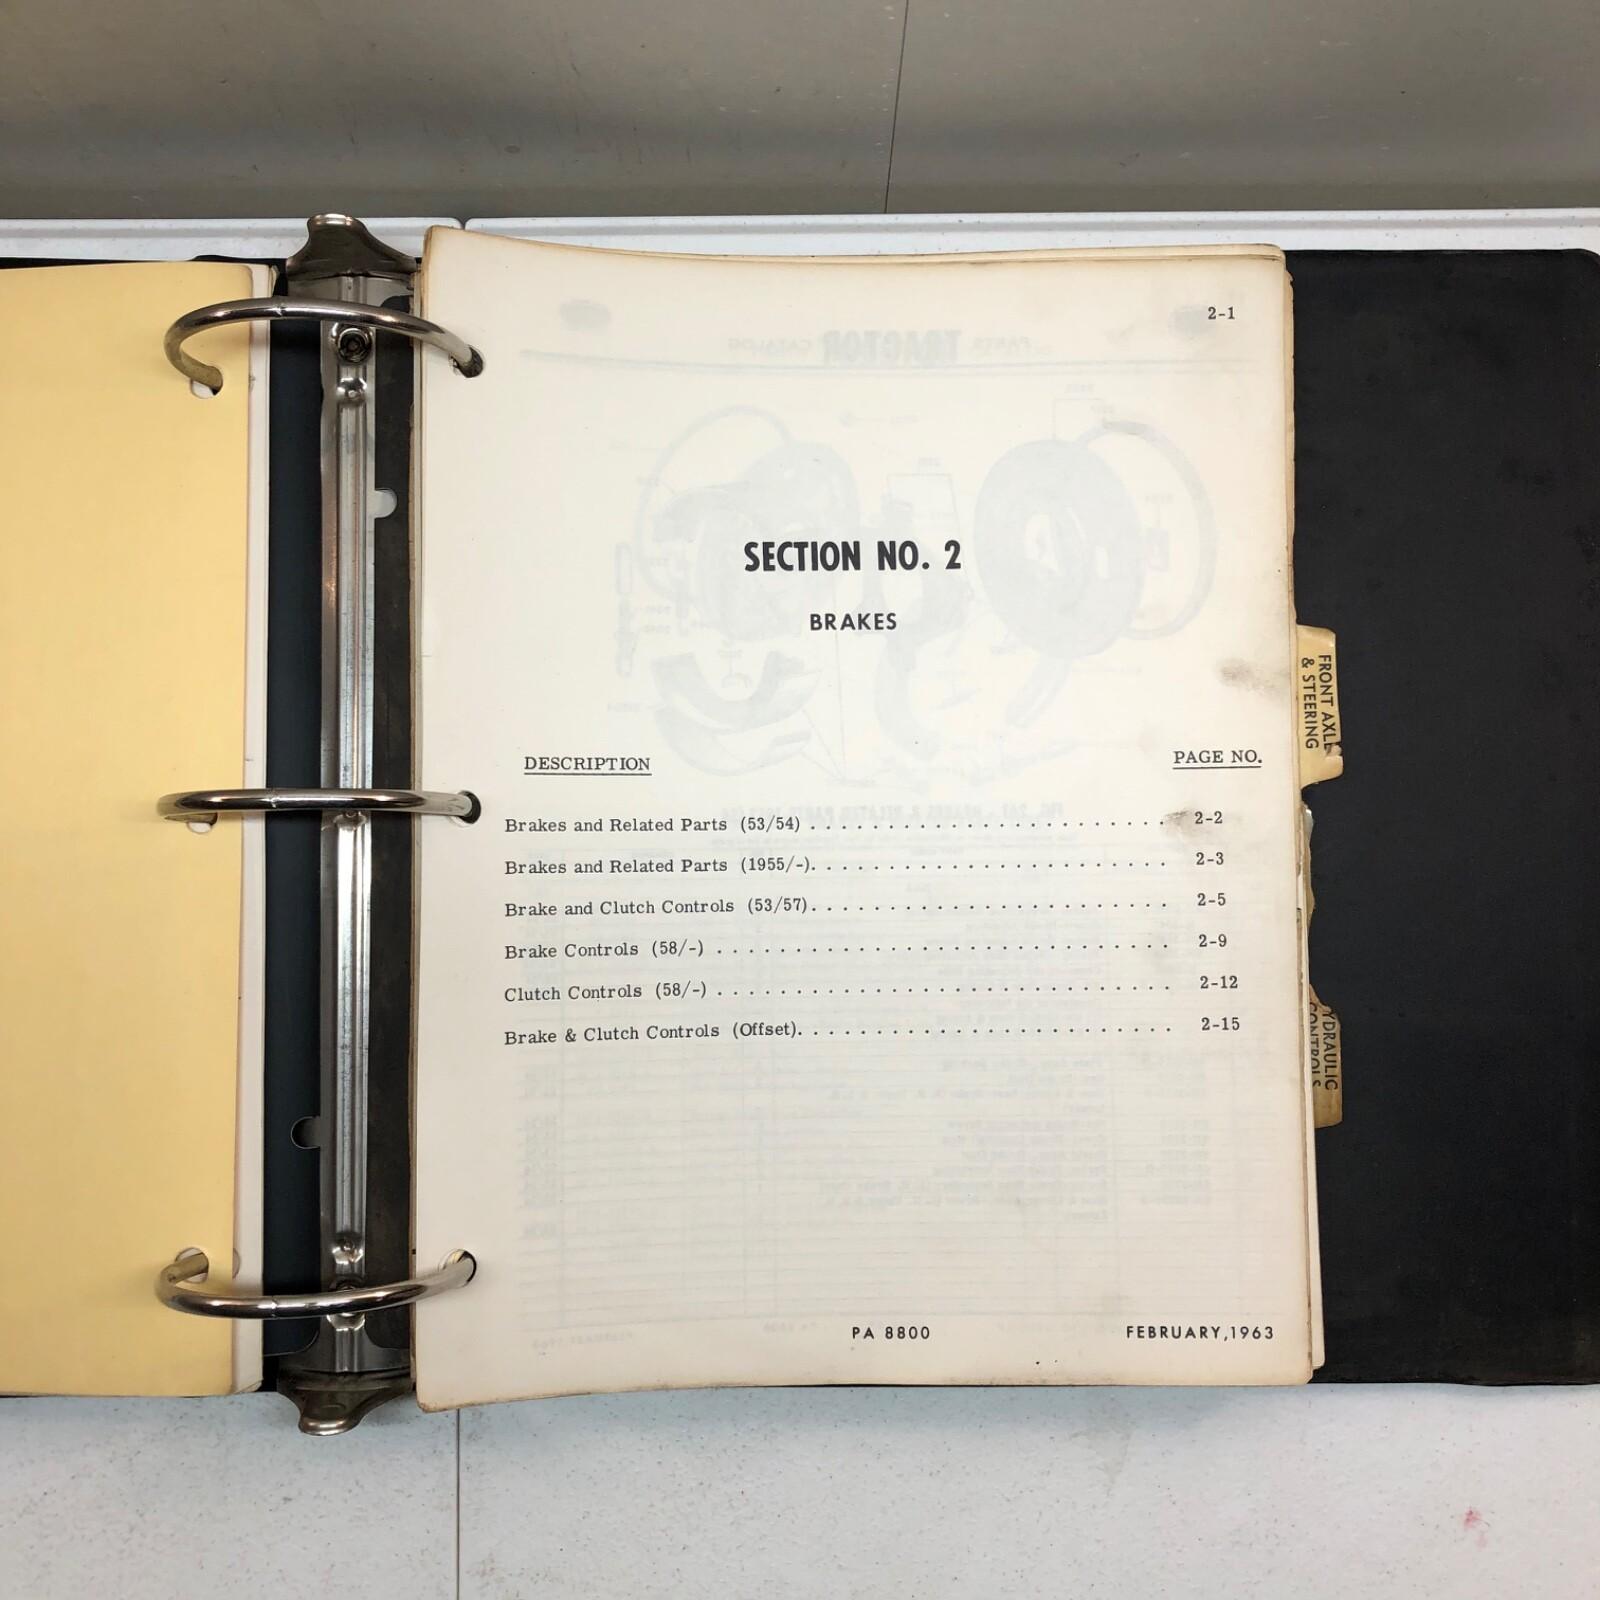 2-1
SECTION NO. 2
BRAKES
DESCRIPTION PAGE NO.
Brakes and Related Parts (53/54) . . . . . . . . . . . . . . . . . . . . . . . . 2-2
Brakes and Related Parts (1955/-). . . . . . . . . . . . . . . . . . . . . . . . 2-3
Brake and Clutch Controls (53/57). . . . . . . . . . . . . . . . . . . . . . . . 2-5
Brake Controls (58/-) . . . . . . . . . . . . . . . . . . . . . . . . . . . . . . 2-9
Clutch Controls (58/-) . . . . . . . . . . . . . . . . . . . . . . . . . . . . . 2-12
Brake & Clutch Controls (Offset). . . . . . . . . . . . . . . . . . . . . . . . . 2-15
PA 8800 FEBRUARY,1963
FRONT AXLE
& STEERING
YDRAULIC
CONTROLS